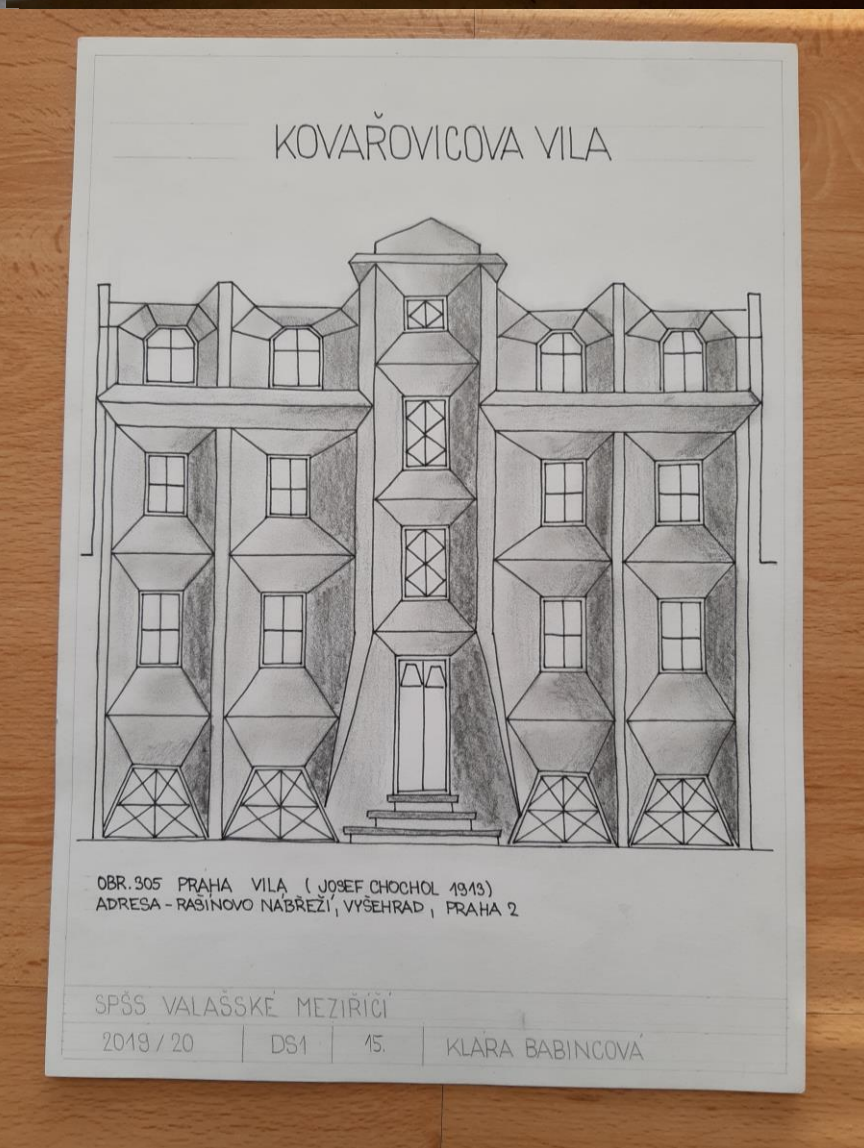 KOVAŘOVICOVA VILA
OBR. 305 PRAHA VILA ( JOSEF CHOCHOL 1913)
ADRESA - RAŠÍNOVO NÁBŘEŽÍ, VYŠEHRAD, PRAHA 2
SPŠS VALAŠSKÉ MEZIŘÍČÍ
2019/20 DS1 15. KLÁRA BABINCOVÁ